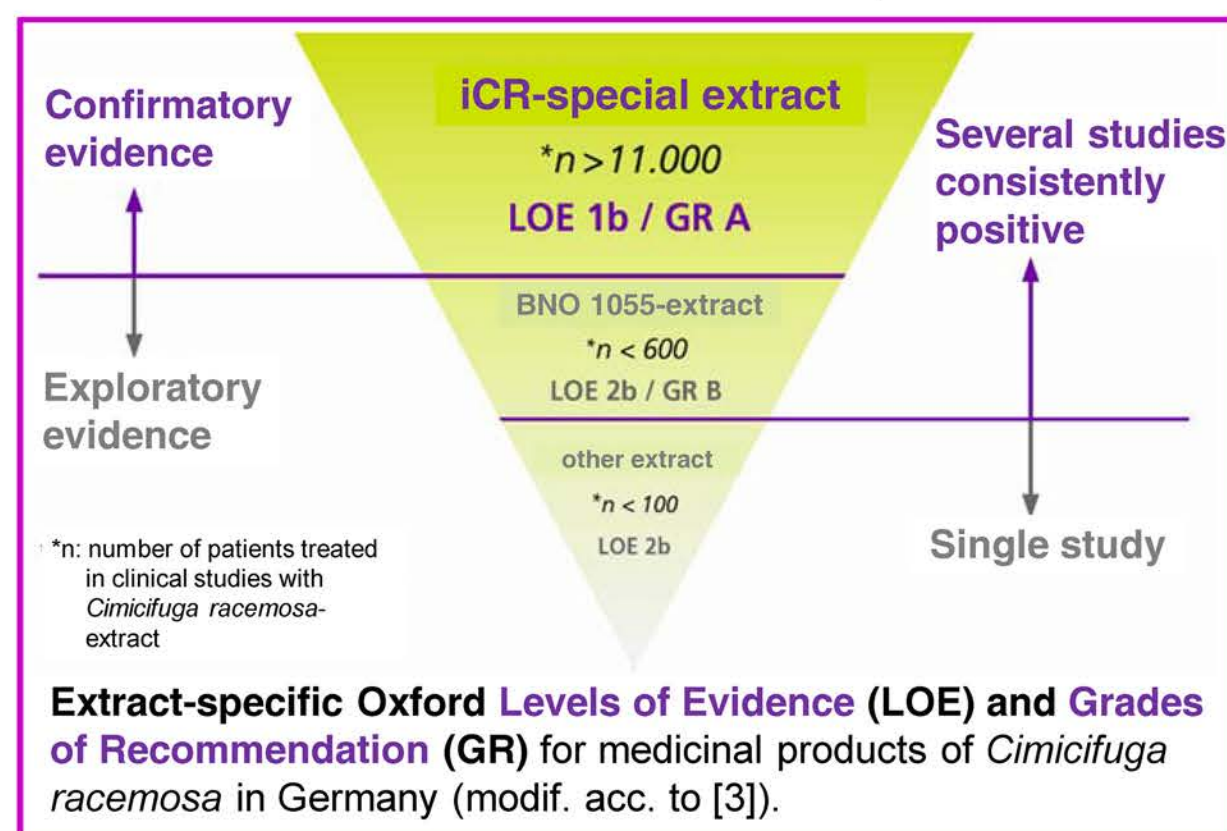 Confirmatory
evidence
iCR-special extract
*n > 11.000
LOE 1b / GR A
Several studies
consistently
positive
BNO 1055-extract
*n < 600
LOE 2b / GR B
Exploratory
evidence
other extract
*n < 100
LOE 2b
Single study
*n: number of patients treated
in clinical studies with
Cimicifuga racemosa-
extract
Extract-specific Oxford Levels of Evidence (LOE) and Grades
of Recommendation (GR) for medicinal products of Cimicifuga
racemosa in Germany (modif. acc. to [3]).